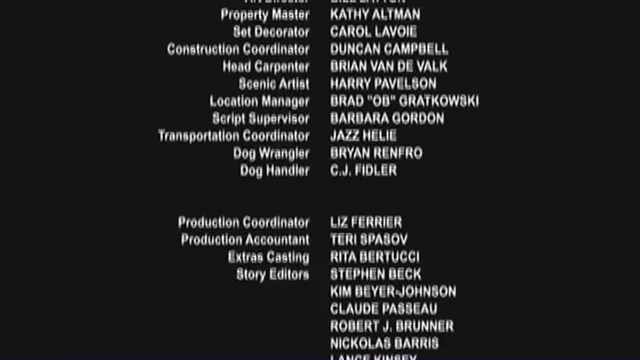 Property Master KATHY ALTMAN
Set Decorator CAROL LAVOIE
Construction Coordinator DUNCAN CAMPBELL
Head Carpenter BRIAN VAN DE VALK
Scenic Artist HARRY PAVELSON
Location Manager BRAD "OB" GRATKOWSKI
Script Supervisor BARBARA GORDON
Transportation Coordinator JAZZ HELIE
Dog Wrangler BRYAN RENFRO
Dog Handler C.J. FIDLER
Production Coordinator LIZ FERRIER
Production Accountant TERI SPASOV
Extras Casting RITA BERTUCCI
Story Editors STEPHEN BECK
KIM BEYER-JOHNSON
CLAUDE PASSEAU
ROBERT J. BRUNNER
NICKOLAS BARRIS
LANCE KINSEY